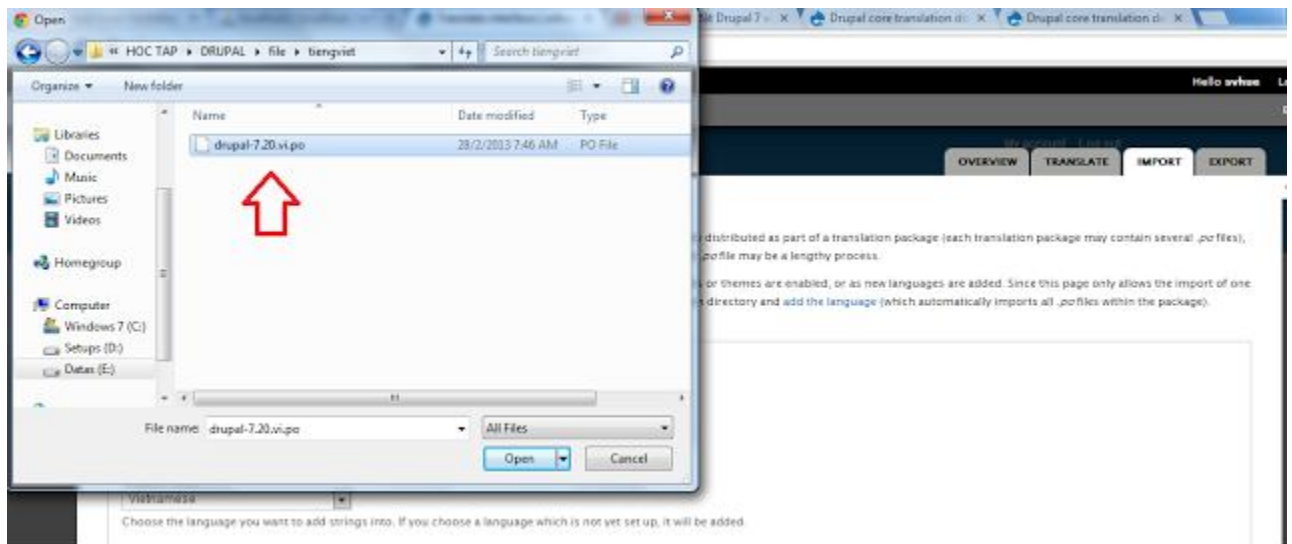 Open
Drupal 7 -
Drupal core translation d
Drupal core translation d
« HOC TAP ▸ DRUPAL ▸ file ▸ tiengviet
Search tiengviet
Organize
New folder
Hello
Name
Date modified
Type
Libraries
drupal-7.20.vi.po
28/2/2013 7:46 AM
PO File
Documents
My account
Log out
Music
OVERVIEW
TRANSLATE
IMPORT
EXPORT
Pictures
Videos
distributed as part of a translation package (each translation package may contain several .po files),
Homegroup
.po file may be a lengthy process.
or themes are enabled, or as new languages are added. Since this page only allows the import of one
Computer
directory and add the language (which automatically imports all .po files within the package).
Windows 7 (C:)
Setups (D:)
Datas (E:)
File name:
drupal-7.20.vi.po
All Files
Open
Cancel
Vietnamese
Choose the language you want to add strings into. If you choose a language which is not yet set up, it will be added.